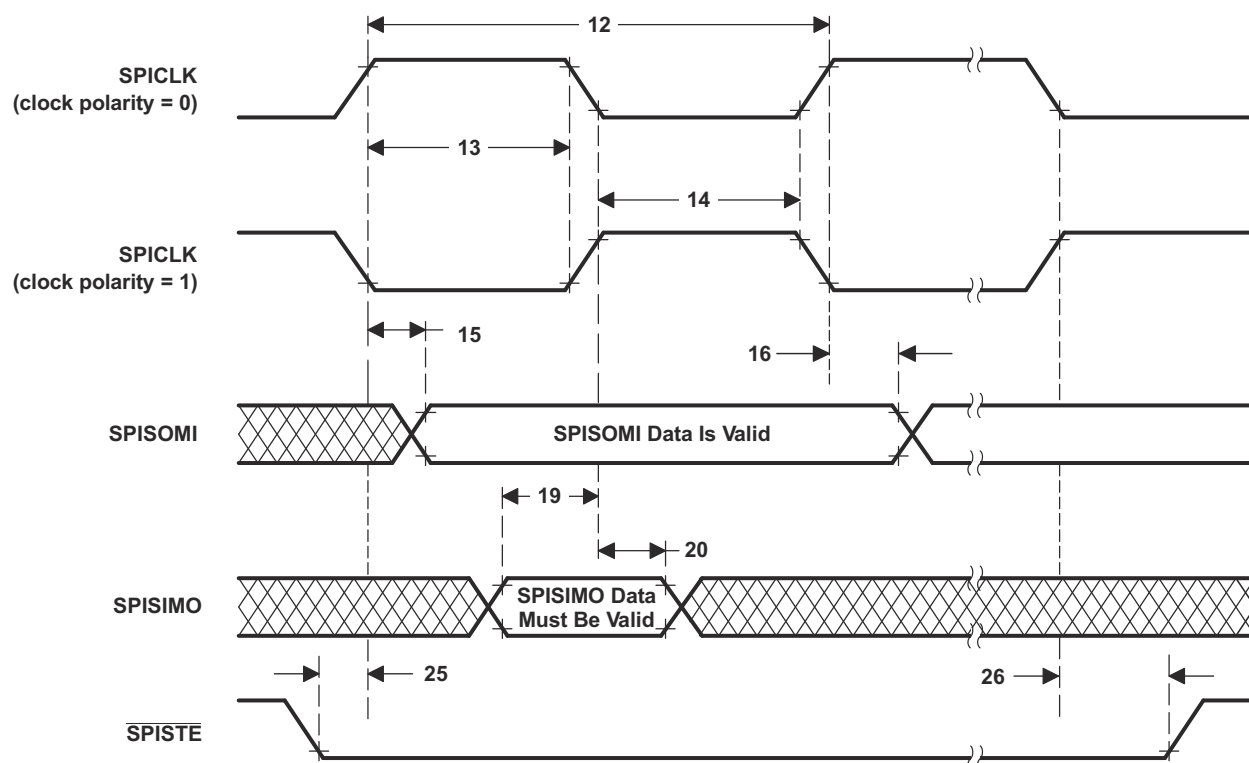 12
SPICLK
(clock polarity = 0)
13
14
SPICLK
(clock polarity = 1)
15
16
SPISOMI
SPISOMI Data Is Valid
19
20
SPISIMO
SPISIMO Data
Must Be Valid
25
26
SPISTE